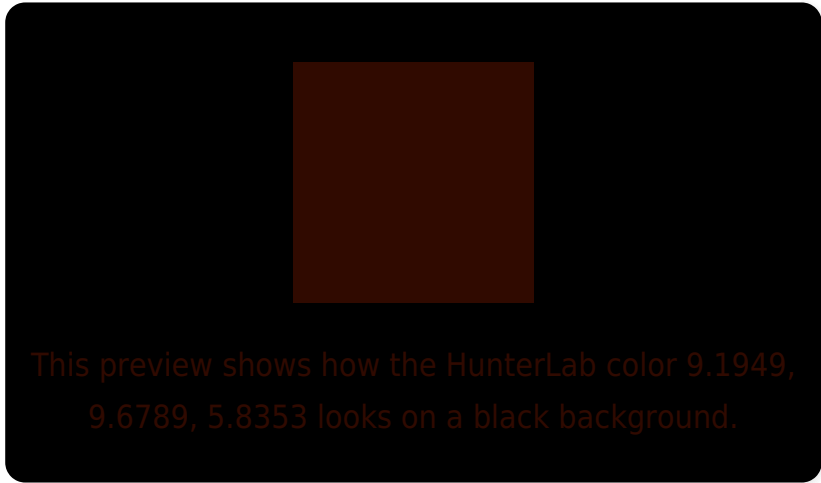 This preview shows how the HunterLab color 9.1949,
9.6789, 5.8353 looks on a black background.